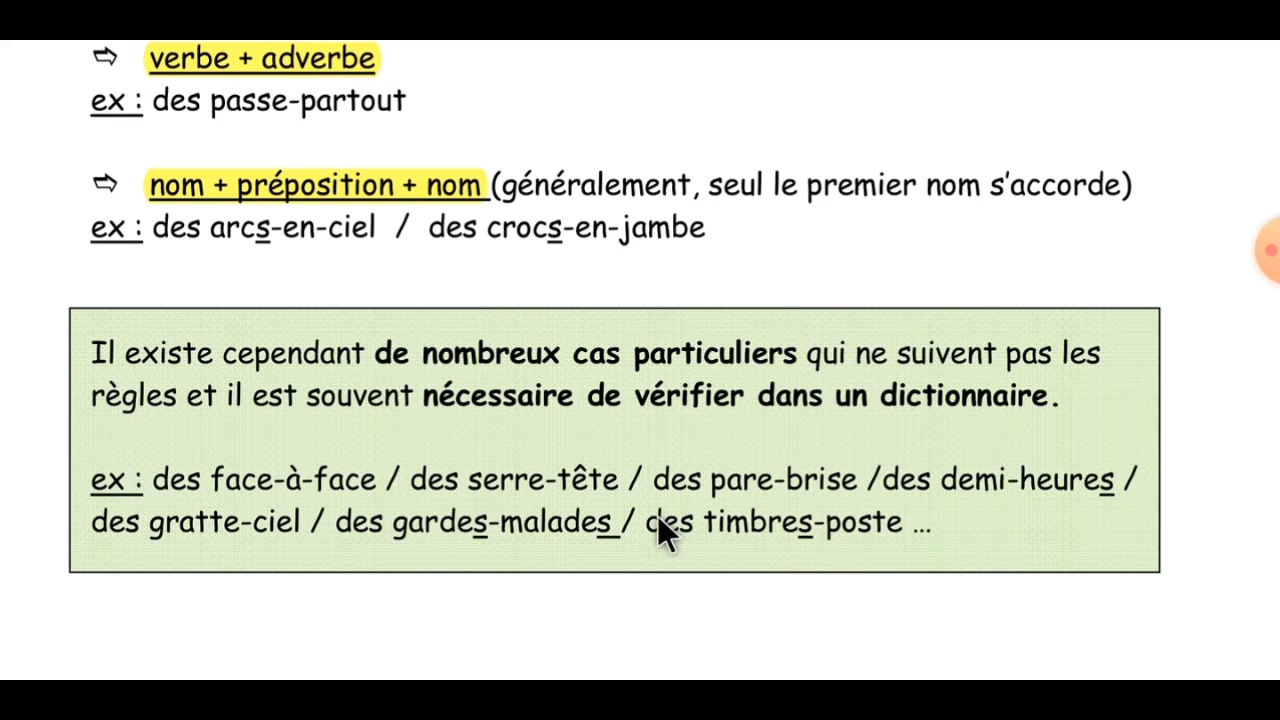 ⇨ verbe + adverbe
ex : des passe-partout
⇨ nom + préposition + nom (généralement, seul le premier nom s’accorde)
ex : des arcs-en-ciel / des crocs-en-jambe
Il existe cependant de nombreux cas particuliers qui ne suivent pas les
règles et il est souvent nécessaire de vérifier dans un dictionnaire.
ex : des face-à-face / des serre-tête / des pare-brise /des demi-heures /
des gratte-ciel / des gardes-malades / des timbres-poste …